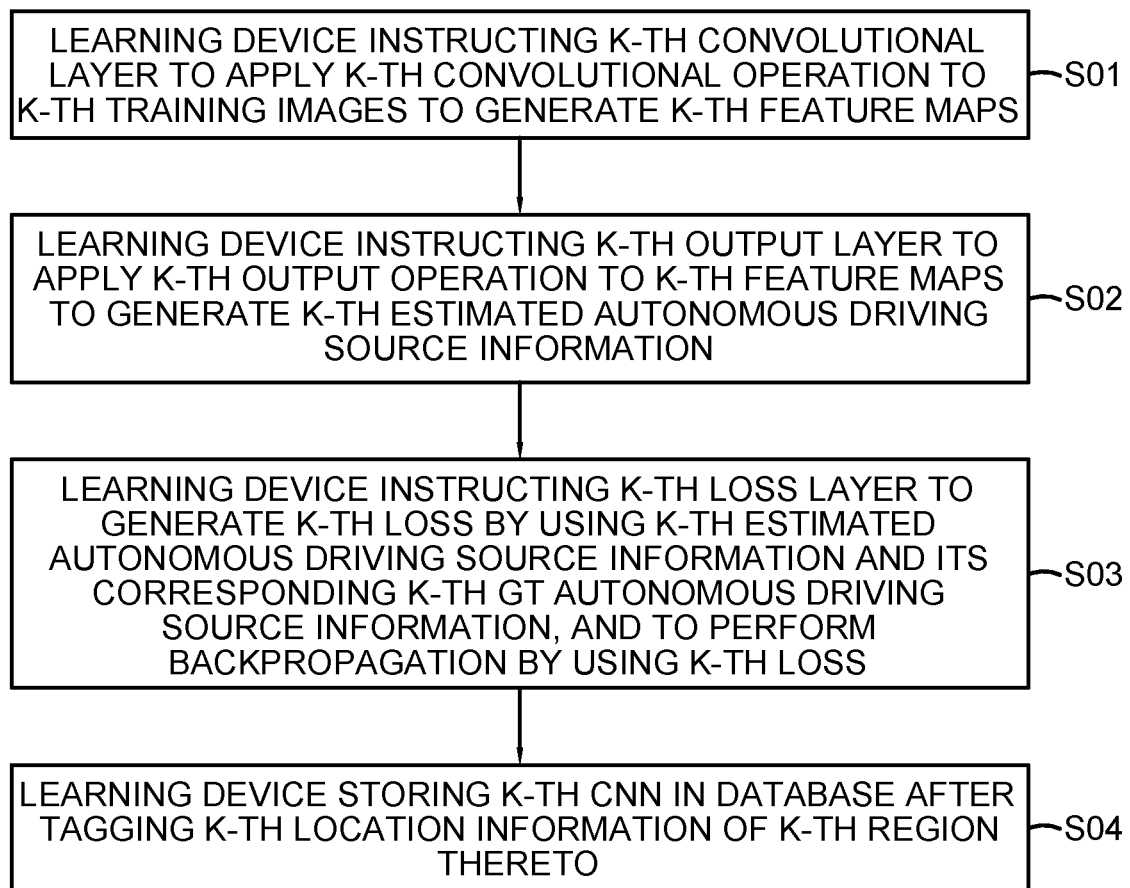 LEARNING DEVICE INSTRUCTING K-TH CONVOLUTIONAL
LAYER TO APPLY K-TH CONVOLUTIONAL OPERATION TO
K-TH TRAINING IMAGES TO GENERATE K-TH FEATURE MAPS
S01
LEARNING DEVICE INSTRUCTING K-TH OUTPUT LAYER TO
APPLY K-TH OUTPUT OPERATION TO K-TH FEATURE MAPS
TO GENERATE K-TH ESTIMATED AUTONOMOUS DRIVING
SOURCE INFORMATION
S02
LEARNING DEVICE INSTRUCTING K-TH LOSS LAYER TO
GENERATE K-TH LOSS BY USING K-TH ESTIMATED
AUTONOMOUS DRIVING SOURCE INFORMATION AND ITS
CORRESPONDING K-TH GT AUTONOMOUS DRIVING
SOURCE INFORMATION, AND TO PERFORM
BACKPROPAGATION BY USING K-TH LOSS
S03
LEARNING DEVICE STORING K-TH CNN IN DATABASE AFTER
TAGGING K-TH LOCATION INFORMATION OF K-TH REGION
THERETO
S04